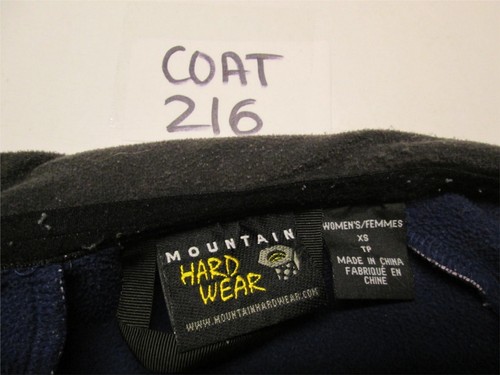 COAT
216
MOUNTAIN
HARD
WEAR
WWW.MOUNTAINHARDWEAR.COM
WOMEN'S/FEMMES
XS
TP
MADE IN CHINA
FABRIQUÉ EN
CHINE